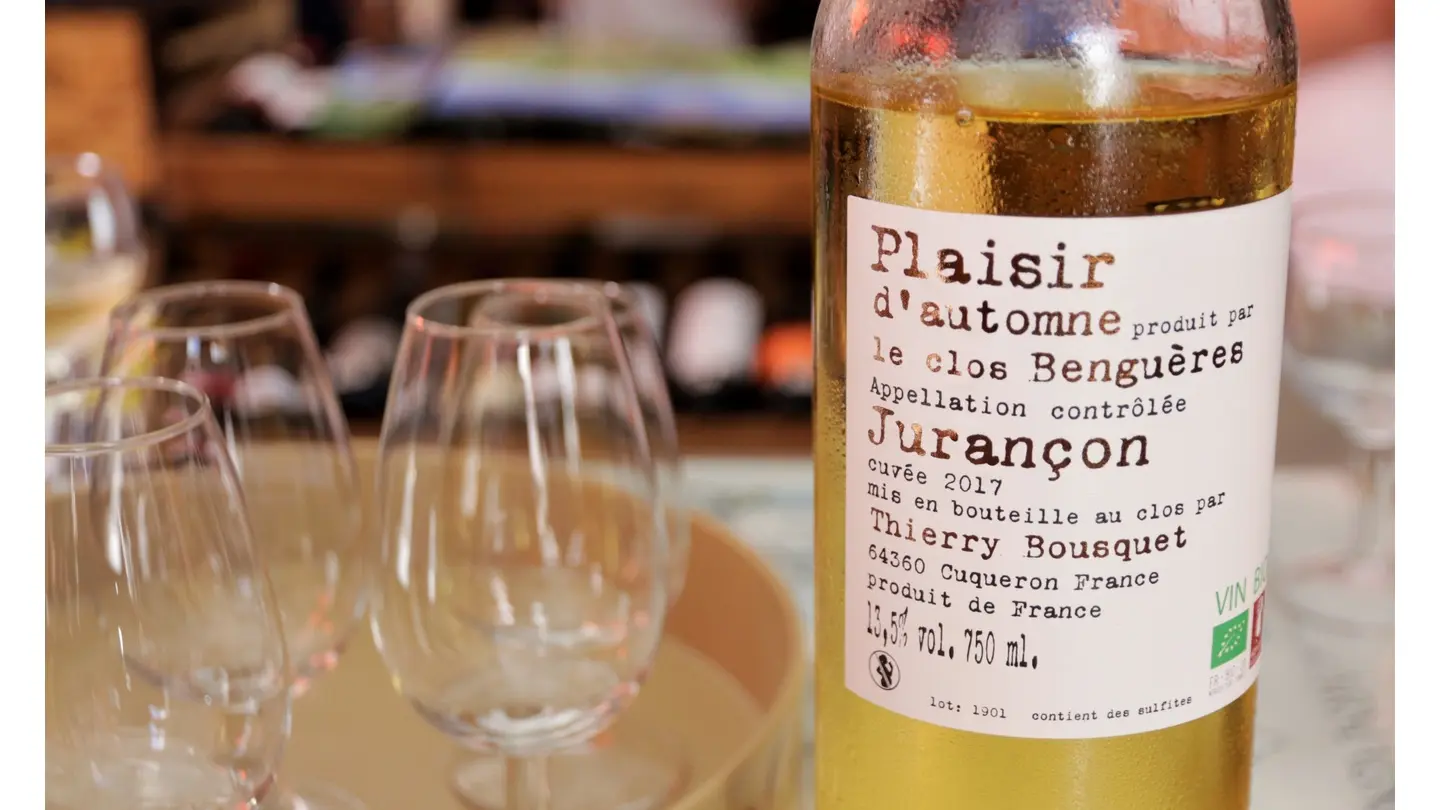 Plaisir
d'automne produit par
le clos Benguères
Appellation contrôlée
Jurançon
cuvée 2017
mis en bouteille au clos par
Thierry Bousquet
64360 Cuqueron France
produit de France
13,5% vol. 750 ml.
VIN BIO
lot: 1901 contient des sulfites